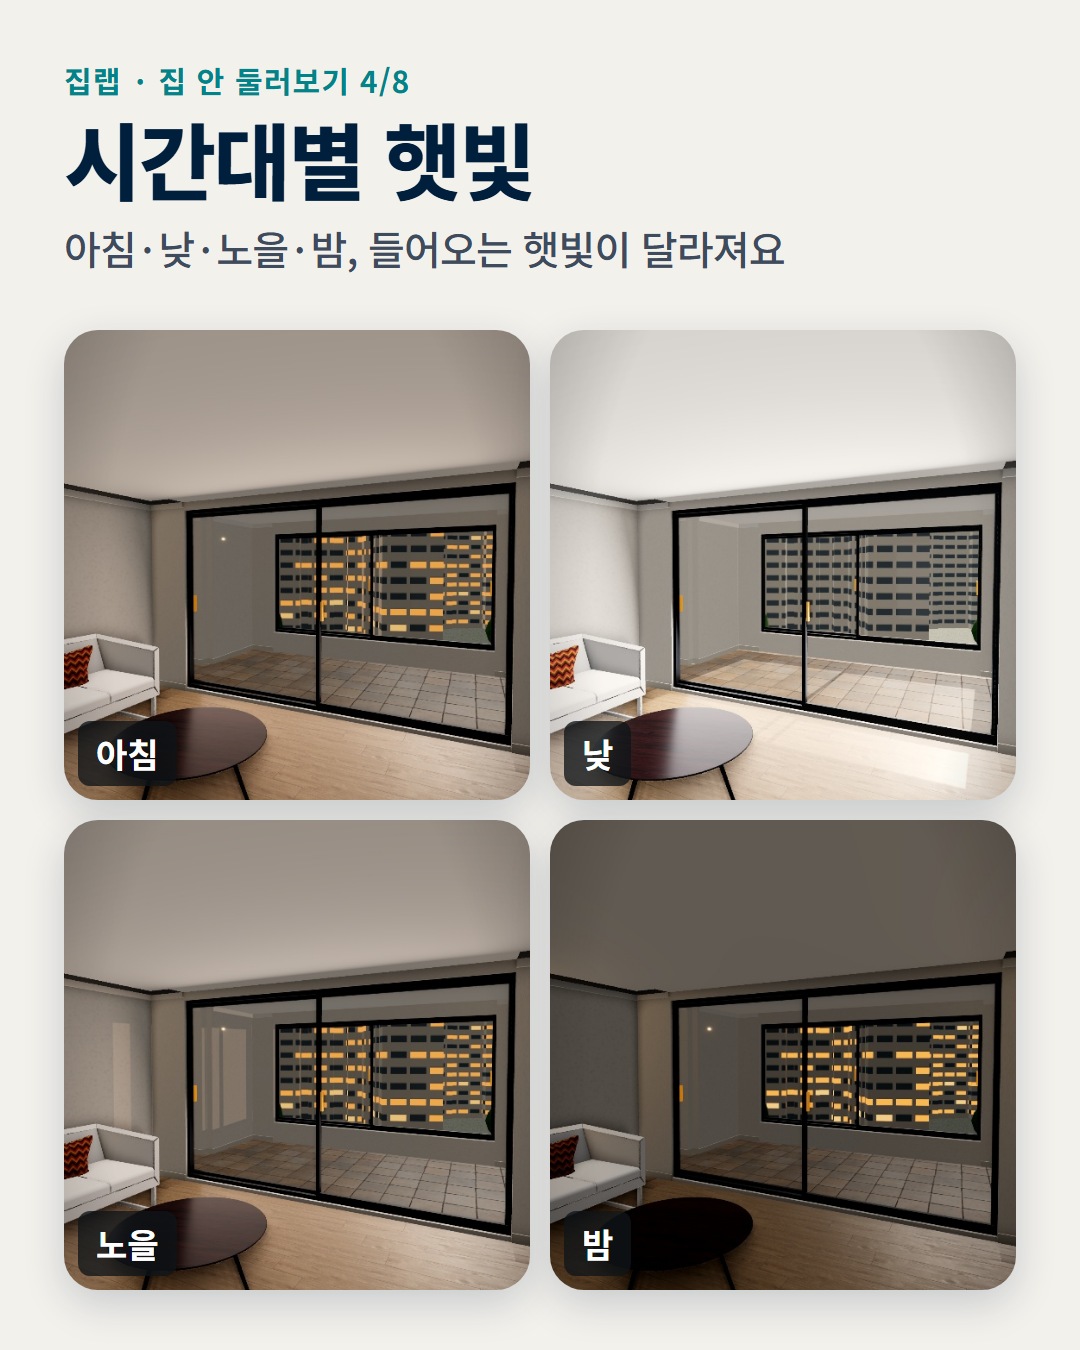 집랩 · 집 안 둘러보기 4/8
시간대별 햇빛
아침·낮·노을·밤, 들어오는 햇빛이 달라져요
아침
낮
노을
밤